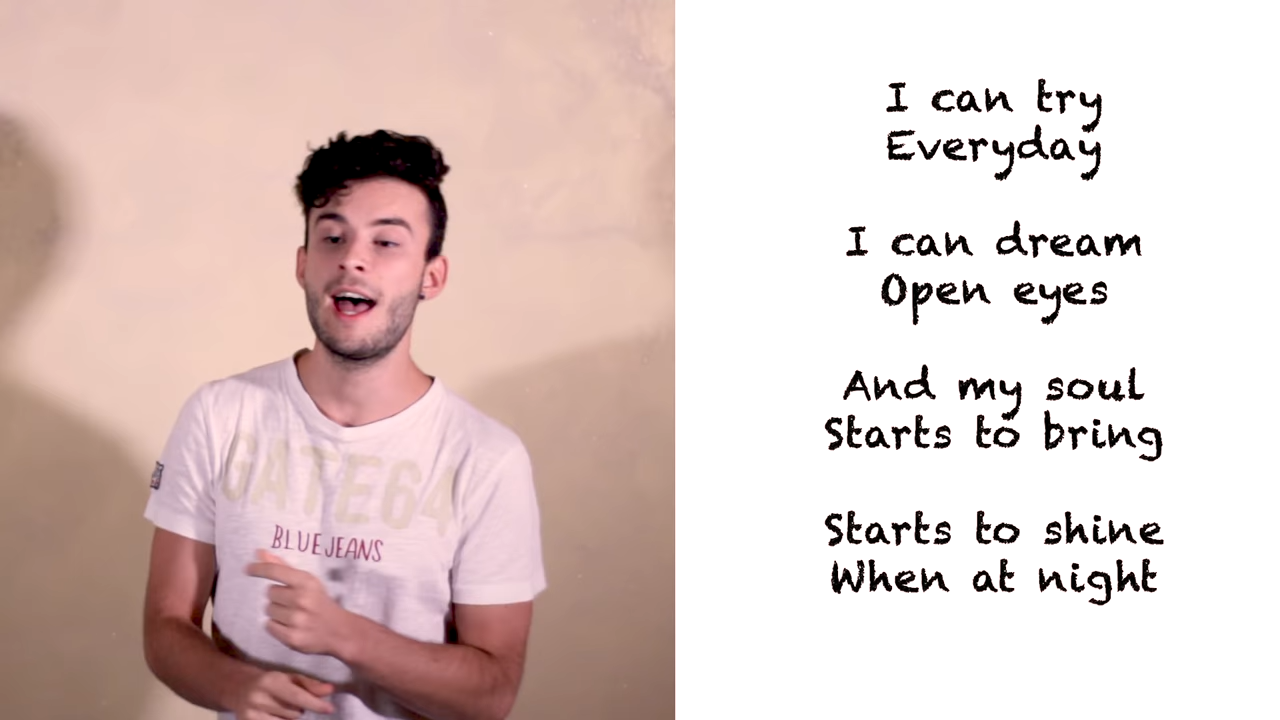 GATE64
BLUE JEANS
I can try
Everyday
I can dream
Open eyes
And my soul
Starts to bring
Starts to shine
When at night